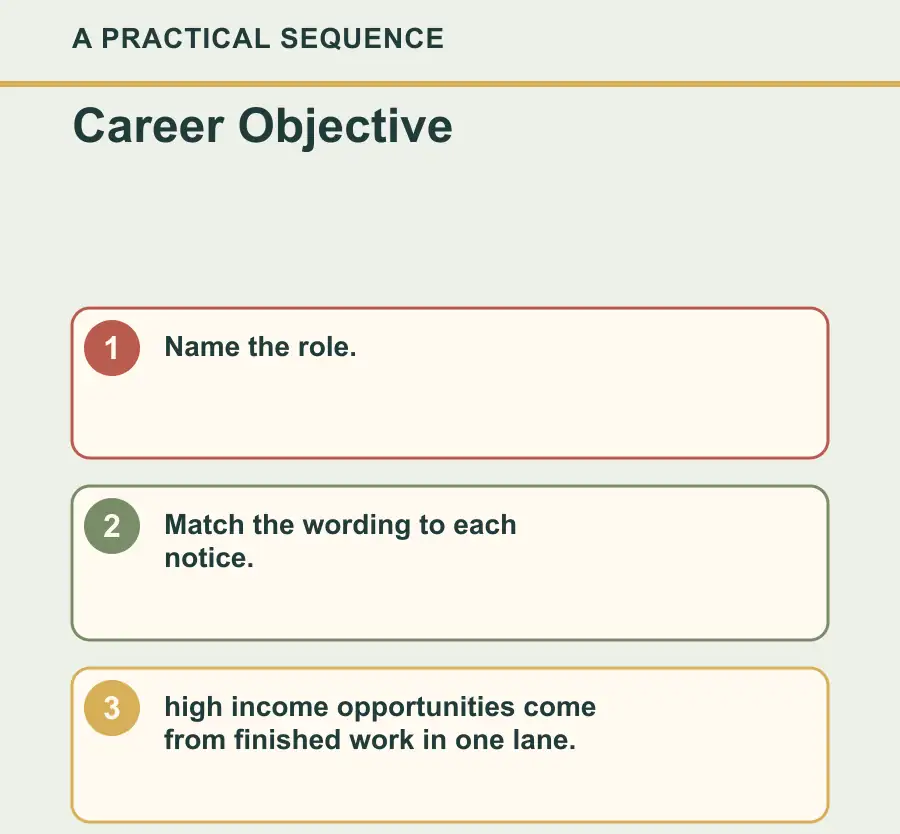 A PRACTICAL SEQUENCE
Career Objective
1
Name the role.
2
Match the wording to each
notice.
3
high income opportunities come
from finished work in one lane.